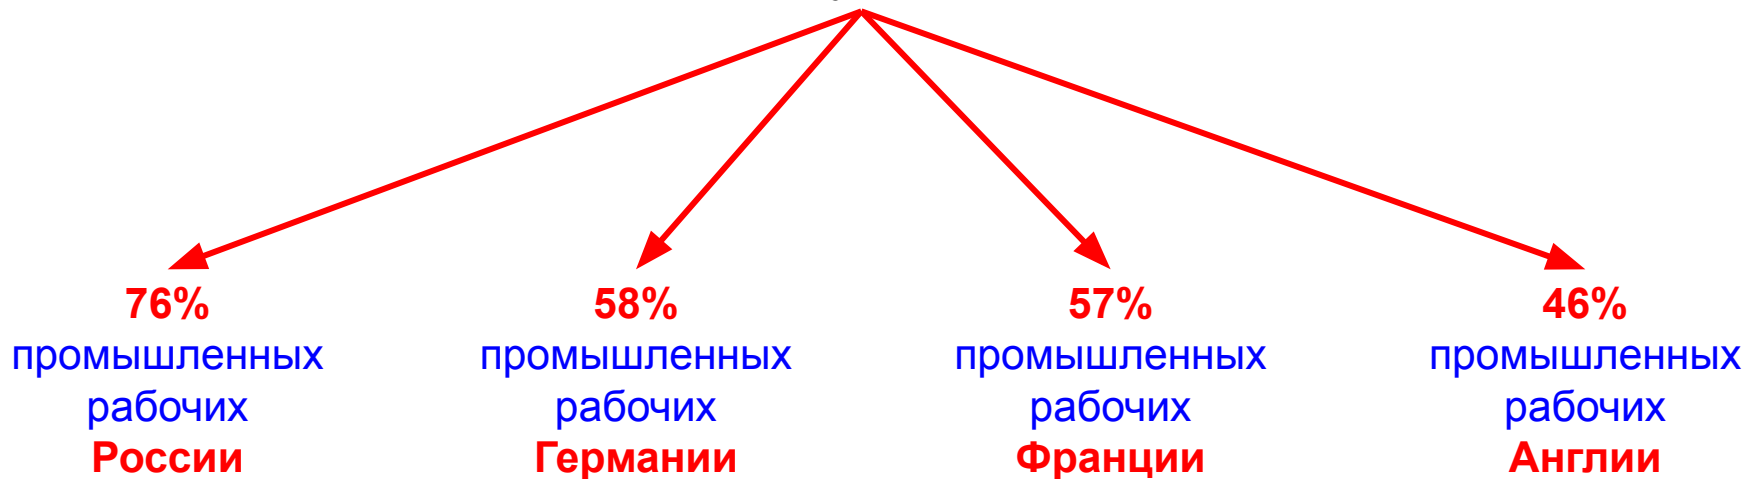 76%
промышленных
рабочих
России
58%
промышленных
рабочих
Германии
57%
промышленных
рабочих
Франции
46%
промышленных
рабочих
Англии